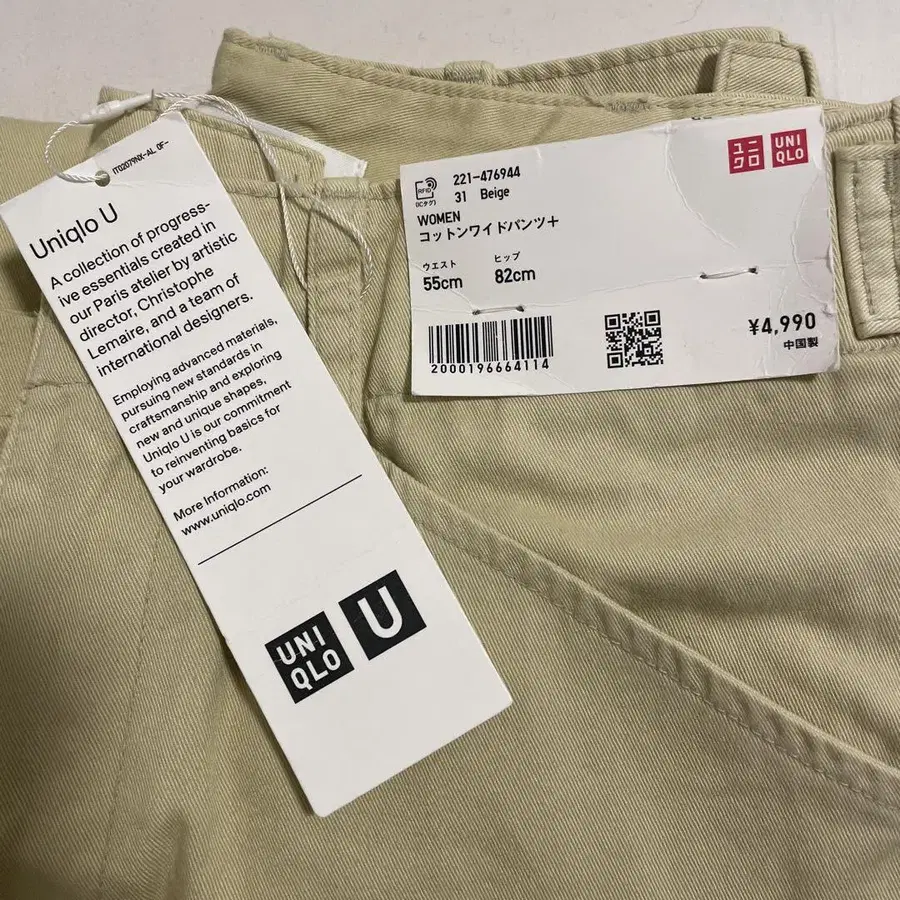 IT02079NX-AL 0F-
Uniqlo U
A collection of progress-
ive essentials created in
our Paris atelier by artistic
director, Christophe
Lemaire, and a team of
international designers.
Employing advanced materials,
pursuing new standards in
craftsmanship and exploring
new and unique shapes,
Uniqlo U is our commitment
to reinventing basics for
your wardrobe.
More Information:
www.uniqlo.com
UNI
QLO
U
RFID
(ICタグ)
221-476944
31 Beige
ユニ
クロ
UNI
QLO
WOMEN
コットンワイドパンツ+
ウエスト ヒップ
55cm 82cm
2000196664114
¥4,990
中国製